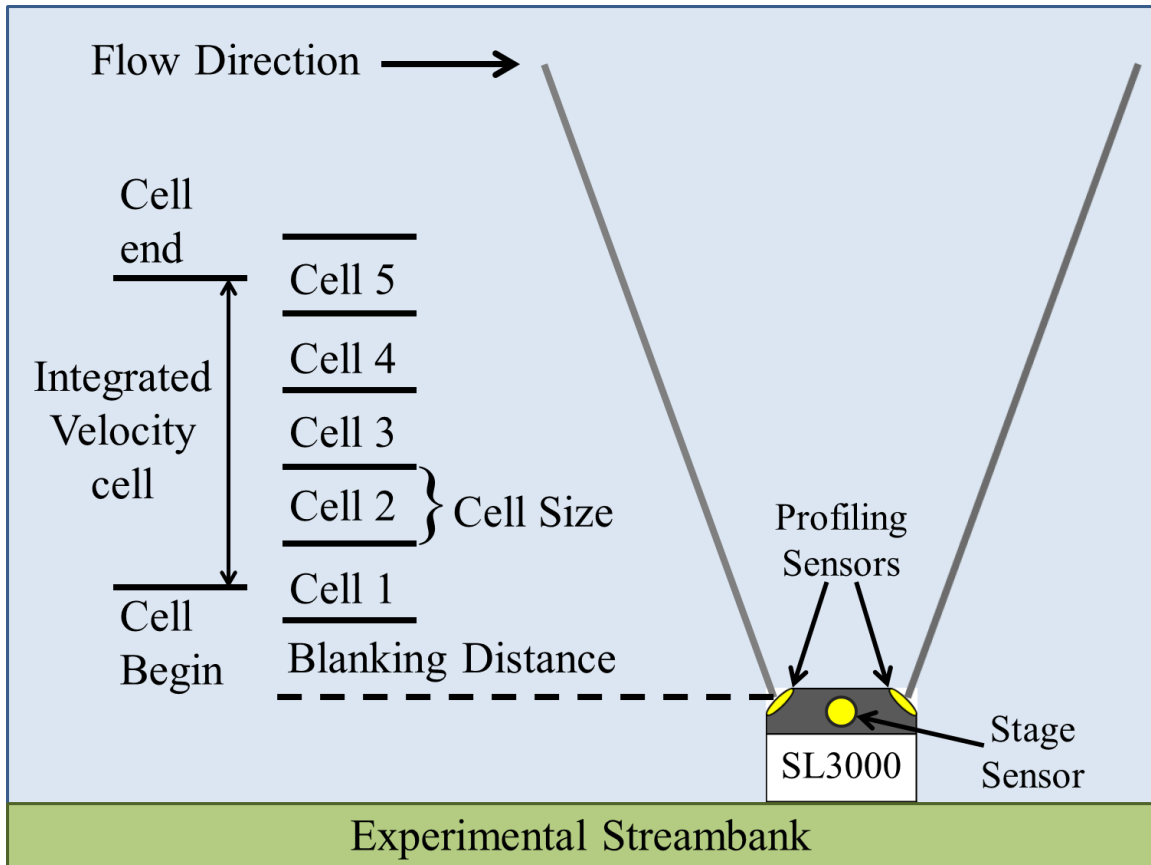 Flow Direction
Cell
end
Integrated
Velocity
cell
Cell
Begin
Cell 5
Cell 4
Cell 3
Cell 2
Cell 1
Cell Size
Blanking Distance
Profiling
Sensors
Stage
Sensor
SL3000
Experimental Streambank